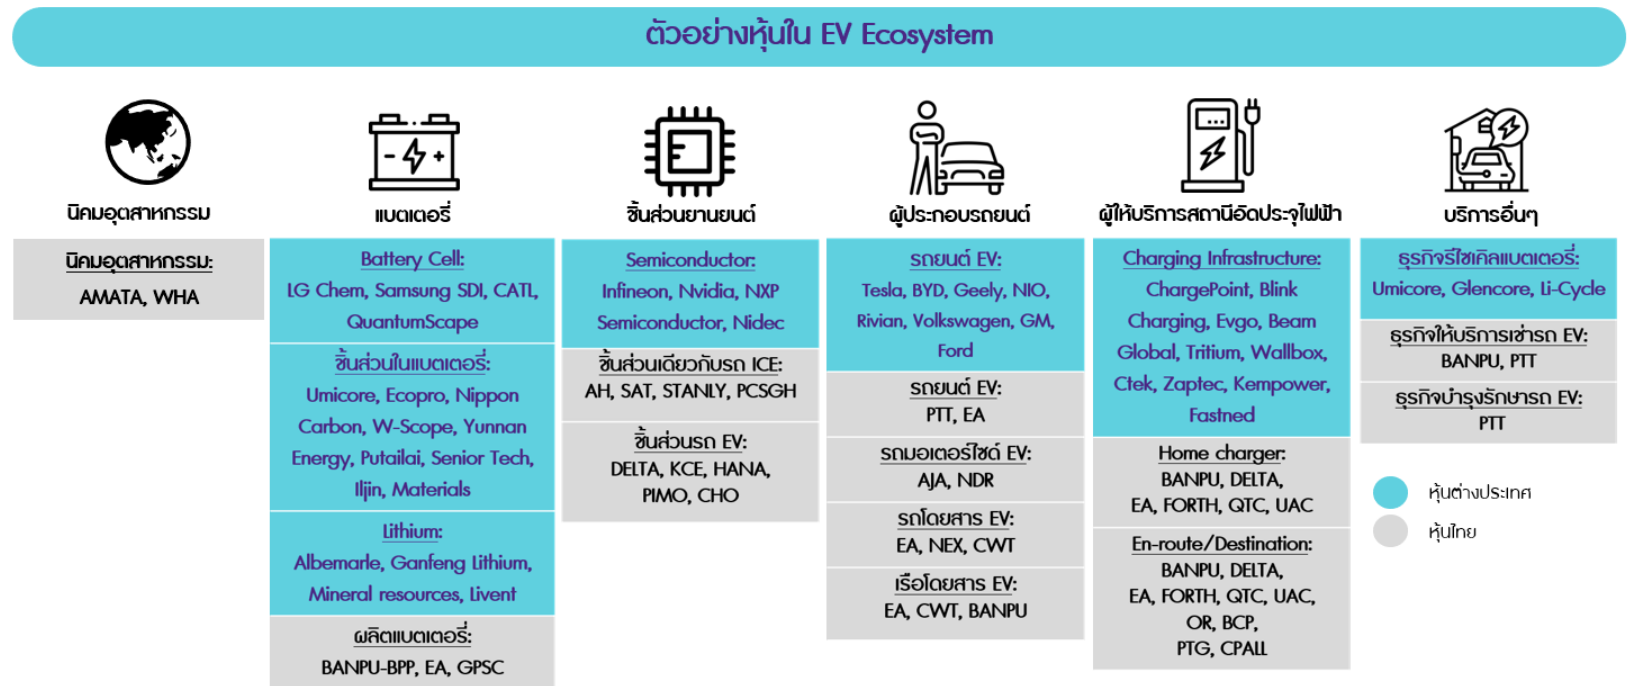 ตัวอย่างหุ้นใน EV Ecosystem
นิคมอุตสาหกรรม
นิคมอุตสาหกรรม:
AMATA, WHA
แบตเตอรี่
Battery Cell:
LG Chem, Samsung SDI, CATL,
QuantumScape
ชิ้นส่วนในแบตเตอรี่:
Umicore, Ecopro, Nippon
Carbon, W-Scope, Yunnan
Energy, Putailai, Senior Tech,
Iljin, Materials
Lithium:
Albemarle, Ganfeng Lithium,
Mineral resources, Livent
ผลิตแบตเตอรี่:
BANPU-BPP, EA, GPSC
ชิ้นส่วนยานยนต์
Semiconductor:
Infineon, Nvidia, NXP
Semiconductor, Nidec
ชิ้นส่วนเดียวกับรถ ICE:
AH, SAT, STANLY, PCSGH
ชิ้นส่วนรถ EV:
DELTA, KCE, HANA,
PIMO, CHO
ผู้ประกอบรถยนต์
รถยนต์ EV:
Tesla, BYD, Geely, NIO,
Rivian, Volkswagen, GM,
Ford
รถยนต์ EV:
PTT, EA
รถมอเตอร์ไซด์ EV:
AJA, NDR
รถโดยสาร EV:
EA, NEX, CWT
เรือโดยสาร EV:
EA, CWT, BANPU
ผู้ให้บริการสถานีอัดประจุไฟฟ้า
Charging Infrastructure:
ChargePoint, Blink
Charging, Evgo, Beam
Global, Tritium, Wallbox,
Ctek, Zaptec, Kempower,
Fastned
Home charger:
BANPU, DELTA,
EA, FORTH, QTC, UAC
En-route/Destination:
BANPU, DELTA,
EA, FORTH, QTC, UAC,
OR, BCP,
PTG, CPALL
บริการอื่นๆ
ธุรกิจรีไซเคิลแบตเตอรี่:
Umicore, Glencore, Li-Cycle
ธุรกิจให้บริการเช่ารถ EV:
BANPU, PTT
ธุรกิจบำรุงรักษารถ EV:
PTT
หุ้นต่างประเทศ
หุ้นไทย